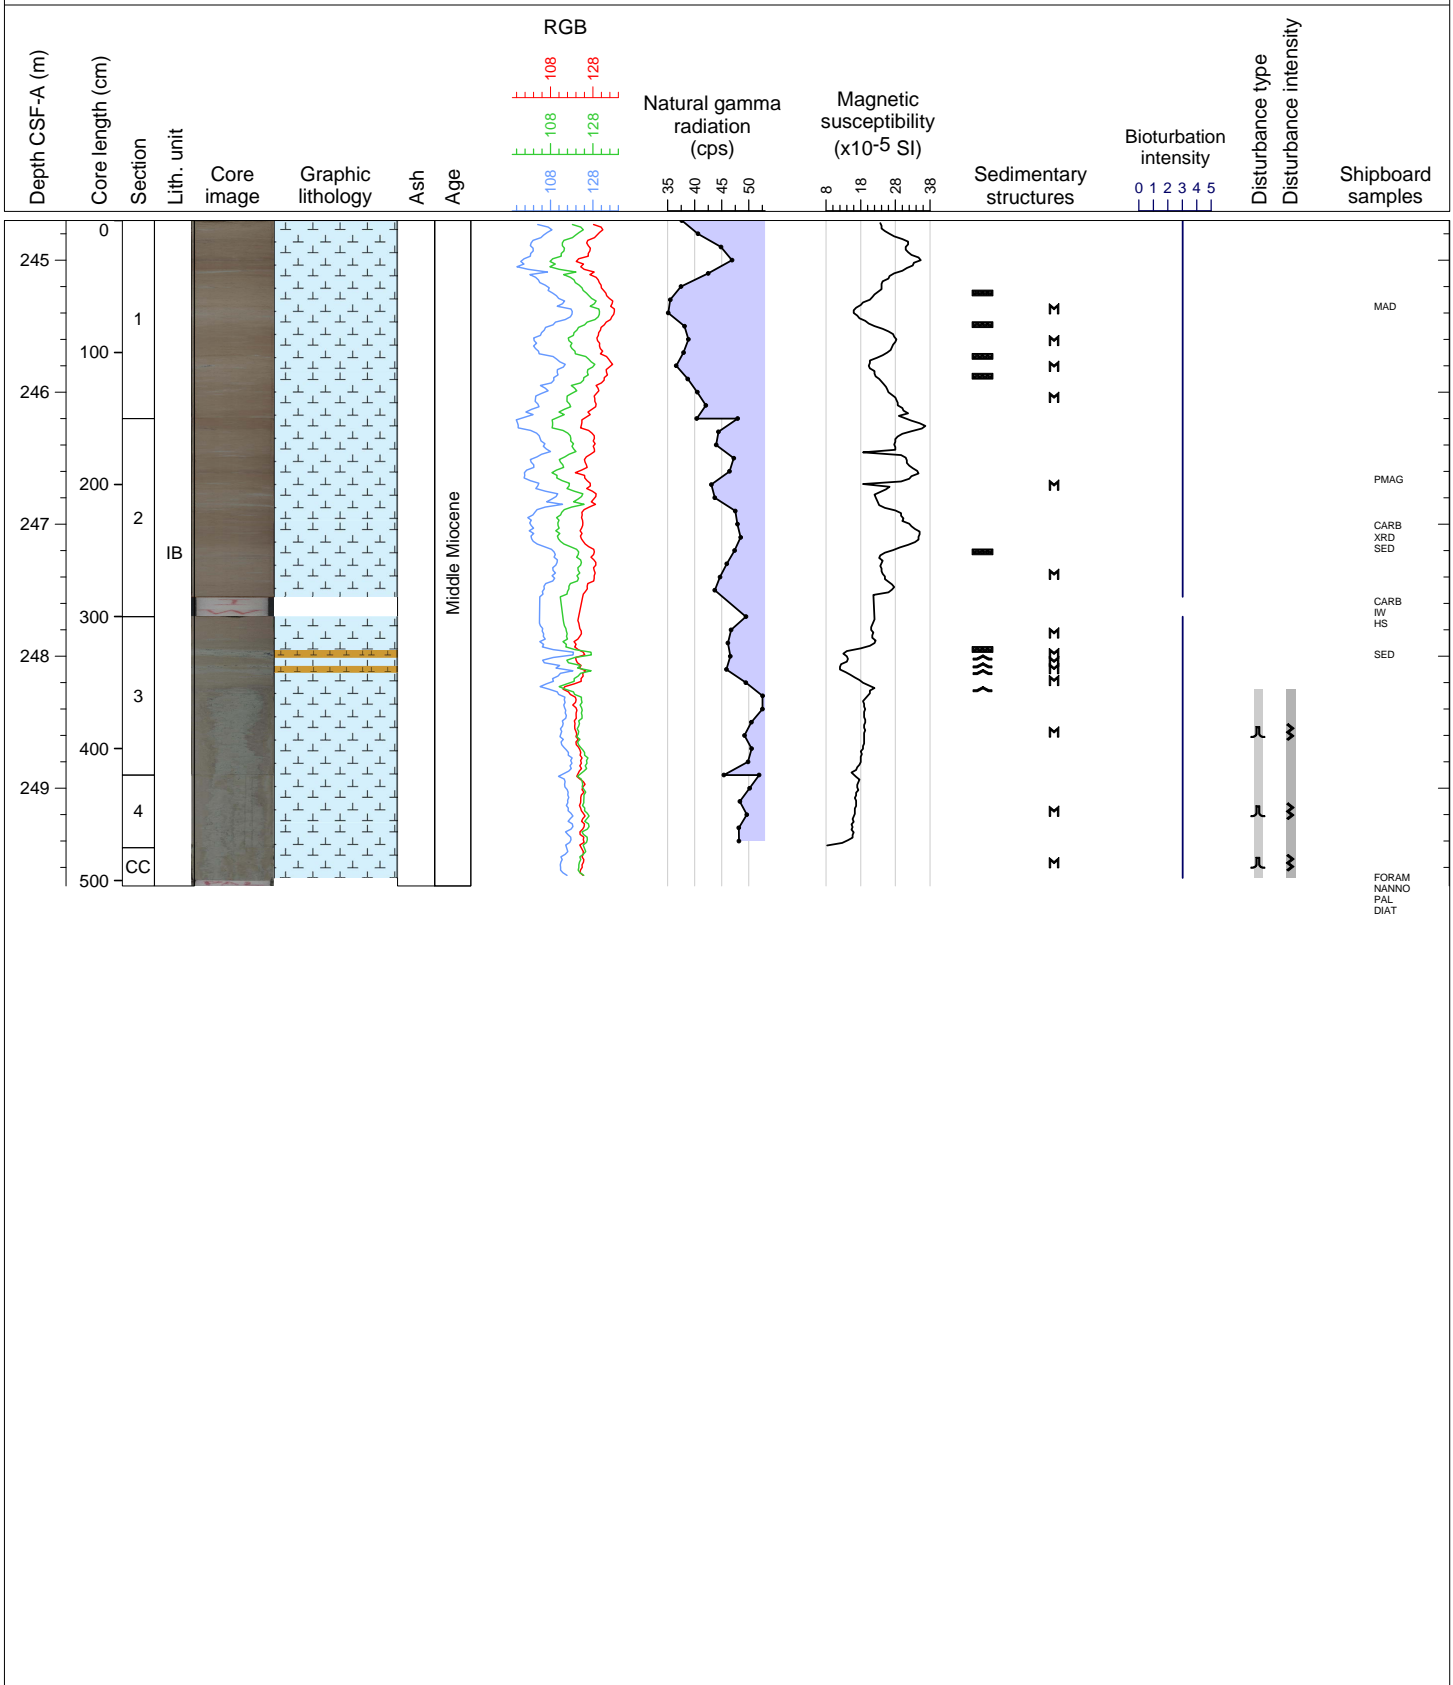 Depth CSF-A (m)
Core length (cm)
Section
Lith. unit
Core
image
Graphic
lithology
Ash
Age
RGB
108 128
108 128
108 128
Natural gamma
radiation
(cps)
35 40 45 50
Magnetic
susceptibility
(x10-5 SI)
8 18 28 38
Sedimentary
structures
Bioturbation
intensity
0 1 2 3 4 5
Disturbance type
Disturbance intensity
Shipboard
samples
245
246
247
248
249
0
100
200
300
400
500
1
2
3
4
CC
IB
Middle Miocene
MAD
PMAG
CARB
XRD
SED
CARB
IW
HS
SED
FORAM
NANNO
PAL
DIAT